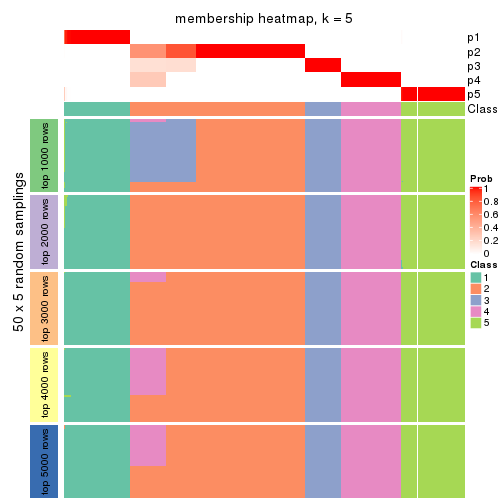 membership heatmap, k = 5
p1
p2
p3
p4
p5
Class
50 x 5 random samplings
top 1000 rows
top 2000 rows
top 3000 rows
top 4000 rows
top 5000 rows
Prob
1
0.8
0.6
0.4
0.2
0
Class
1
2
3
4
5